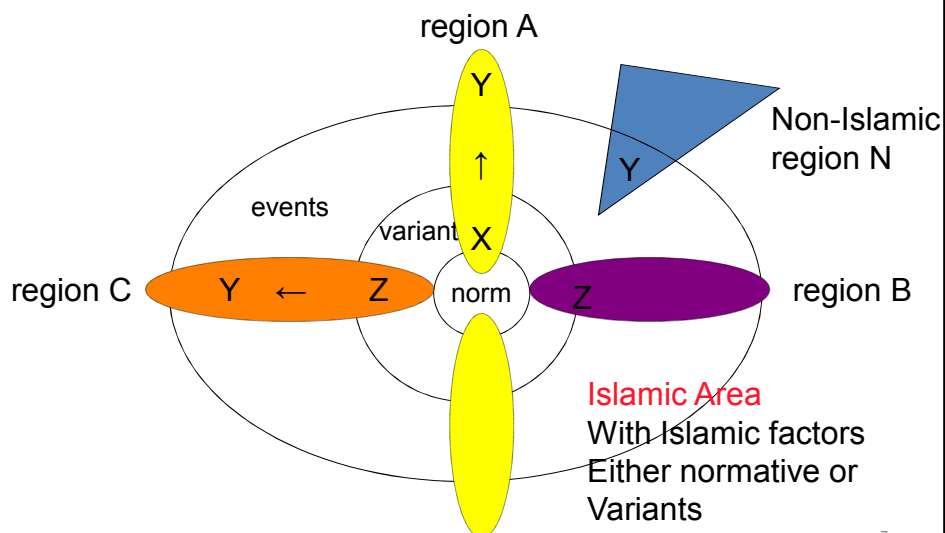 region A
Y
Non-Islamic
region N
↑
Y
events
variant
X
region C
Y
←
Z
norm
Z
region B
Islamic Area
With Islamic factors
Either normative or
Variants